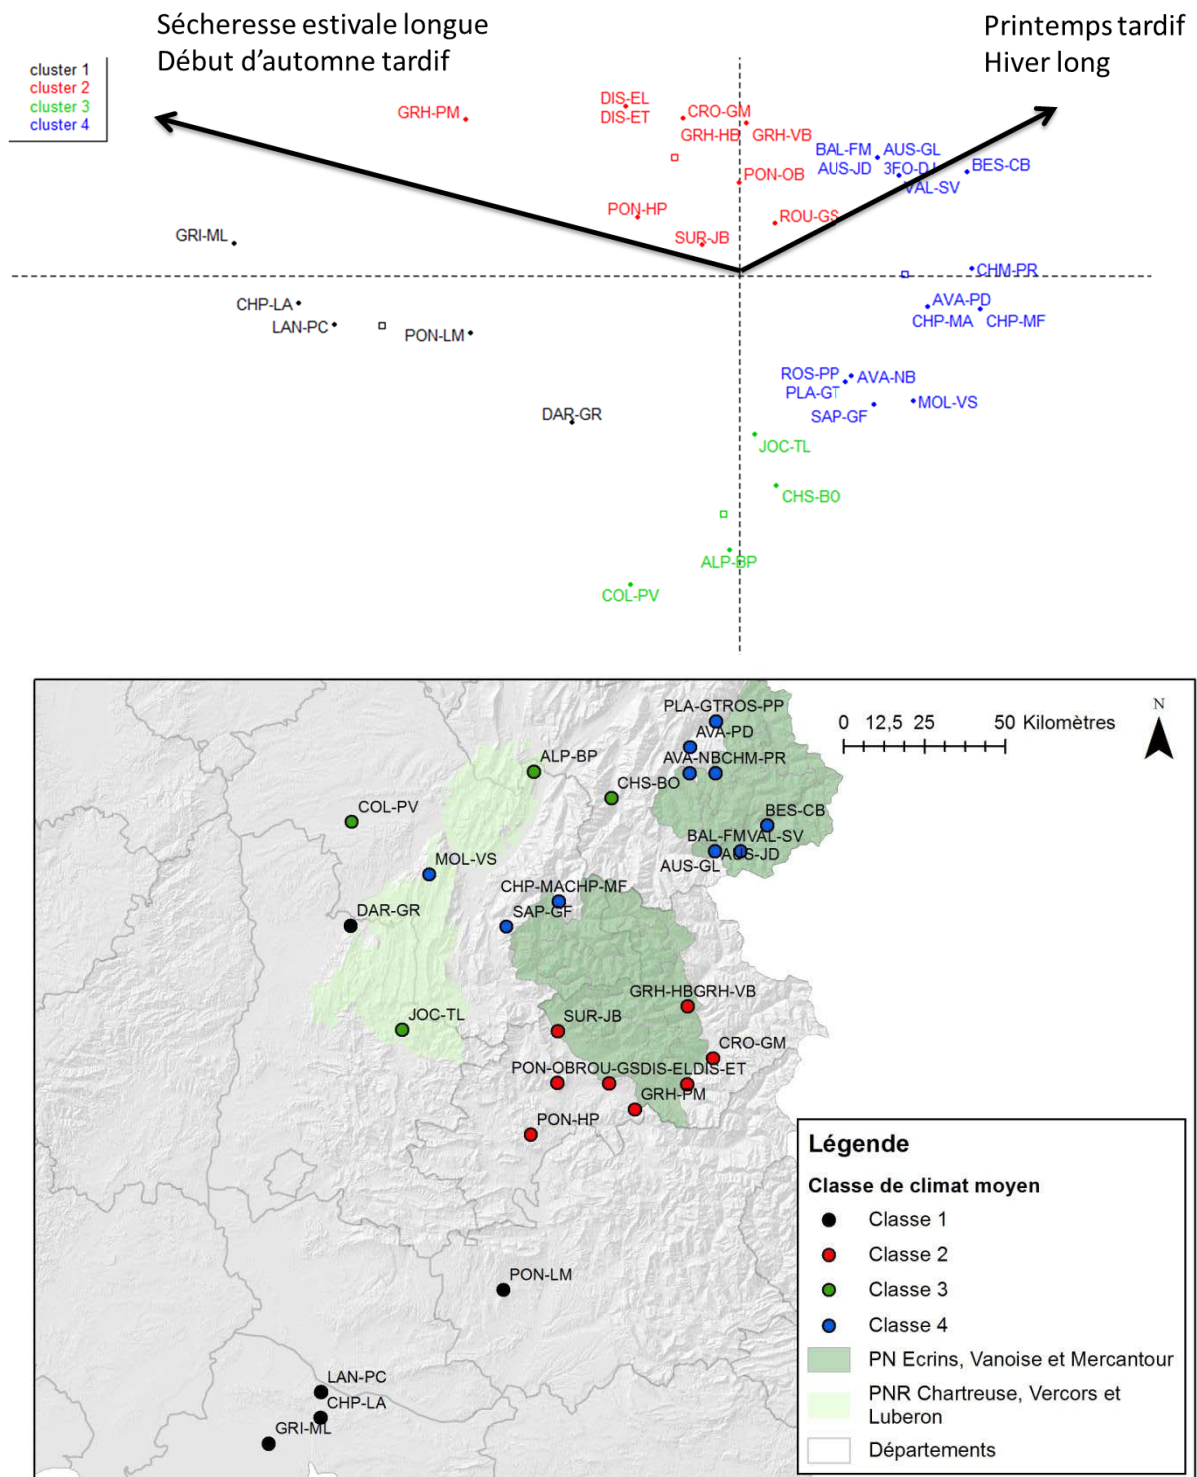 Sécheresse estivale longue
Début d'automne tardif
Printemps tardif
Hiver long
cluster 1
cluster 2
cluster 3
cluster 4
GRH-PM
DIS-EL
DIS-ET
CRO-GM
GRH-HB
GRH-VB
BAL-FM
AUS-GL
AUS-JD
3FO-DJ
VAL-SV
BES-CB
PON-OB
PON-HP
ROU-GS
SUR-JB
GRI-ML
CHM-PR
CHP-LA
AVA-PD
LAN-PC
CHP-MA
CHP-MF
PON-LM
ROS-PP
AVA-NB
PLA-GT
SAP-GF
MOL-VS
DAR-GR
JOC-TL
CHS-BO
ALP-BP
COL-PV
PLA-GTROS-PP
N
0 12,5 25 50 Kilomètres
AVA-PD
ALP-BP
AVA-NBCHM-PR
CHS-BO
COL-PV
BES-CB
BAL-FMVAL-SV
AUS-JD
AUS-GL
MOL-VS
CHP-MACHP-MF
DAR-GR
SAP-GF
GRH-HBGRH-VB
JOC-TL
SUR-JB
CRO-GM
PON-OBROU-GSDIS-ELDIS-ET
GRH-PM
PON-HP
PON-LM
LAN-PC
CHP-LA
GRI-ML
Légende
Classe de climat moyen
Classe 1
Classe 2
Classe 3
Classe 4
PN Ecrins, Vanoise et Mercantour
PNR Chartreuse, Vercors et
Luberon
Départements